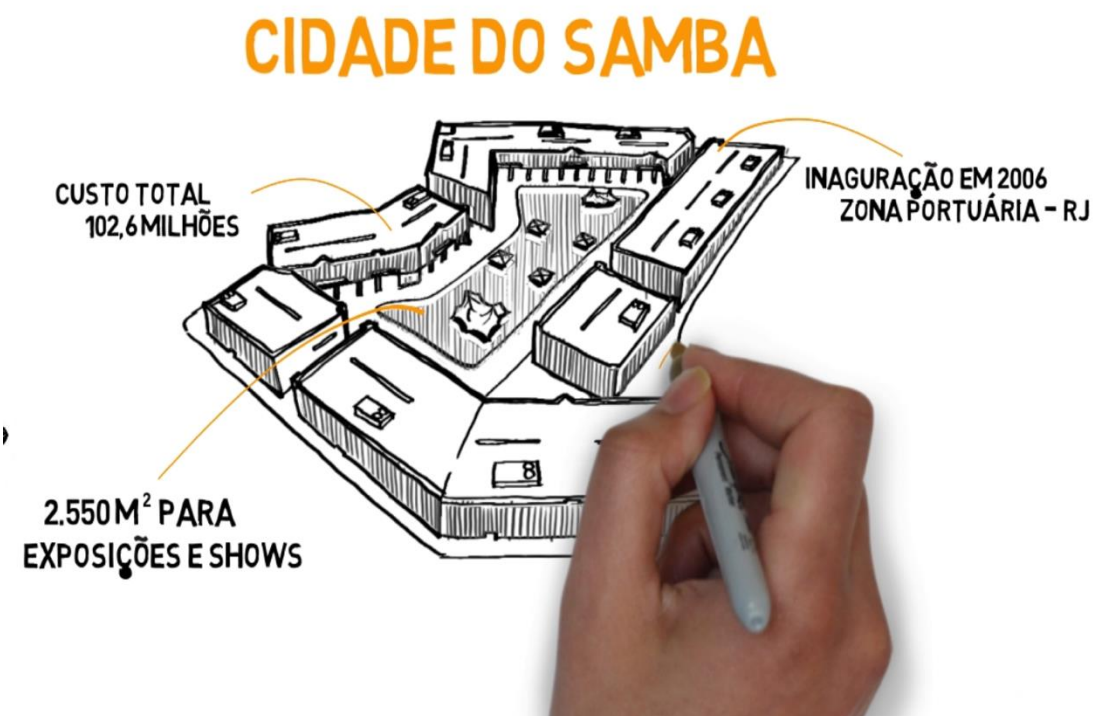 CIDADE DO SAMBA
CUSTO TOTAL
102,6 MILHÕES
INAGURAÇÃO EM 2006
ZONA PORTUÁRIA - RJ
2.550 M² PARA
EXPOSIÇÕES E SHOWS